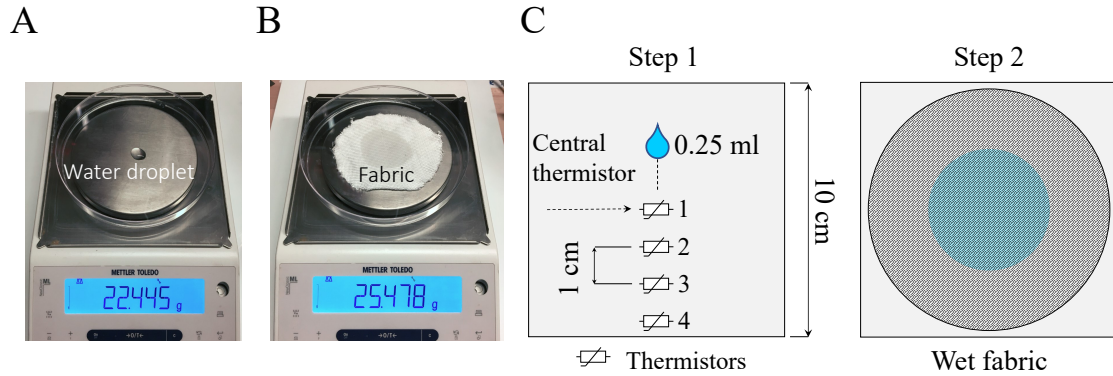 A
B
C
Water droplet
METTLER TOLEDO
22.445 g
Fabric
METTLER TOLEDO
25.478 g
Step 1
Central
thermistor
0.25 ml
1
2
3
4
1 cm
10 cm
Thermistors
Step 2
Wet fabric